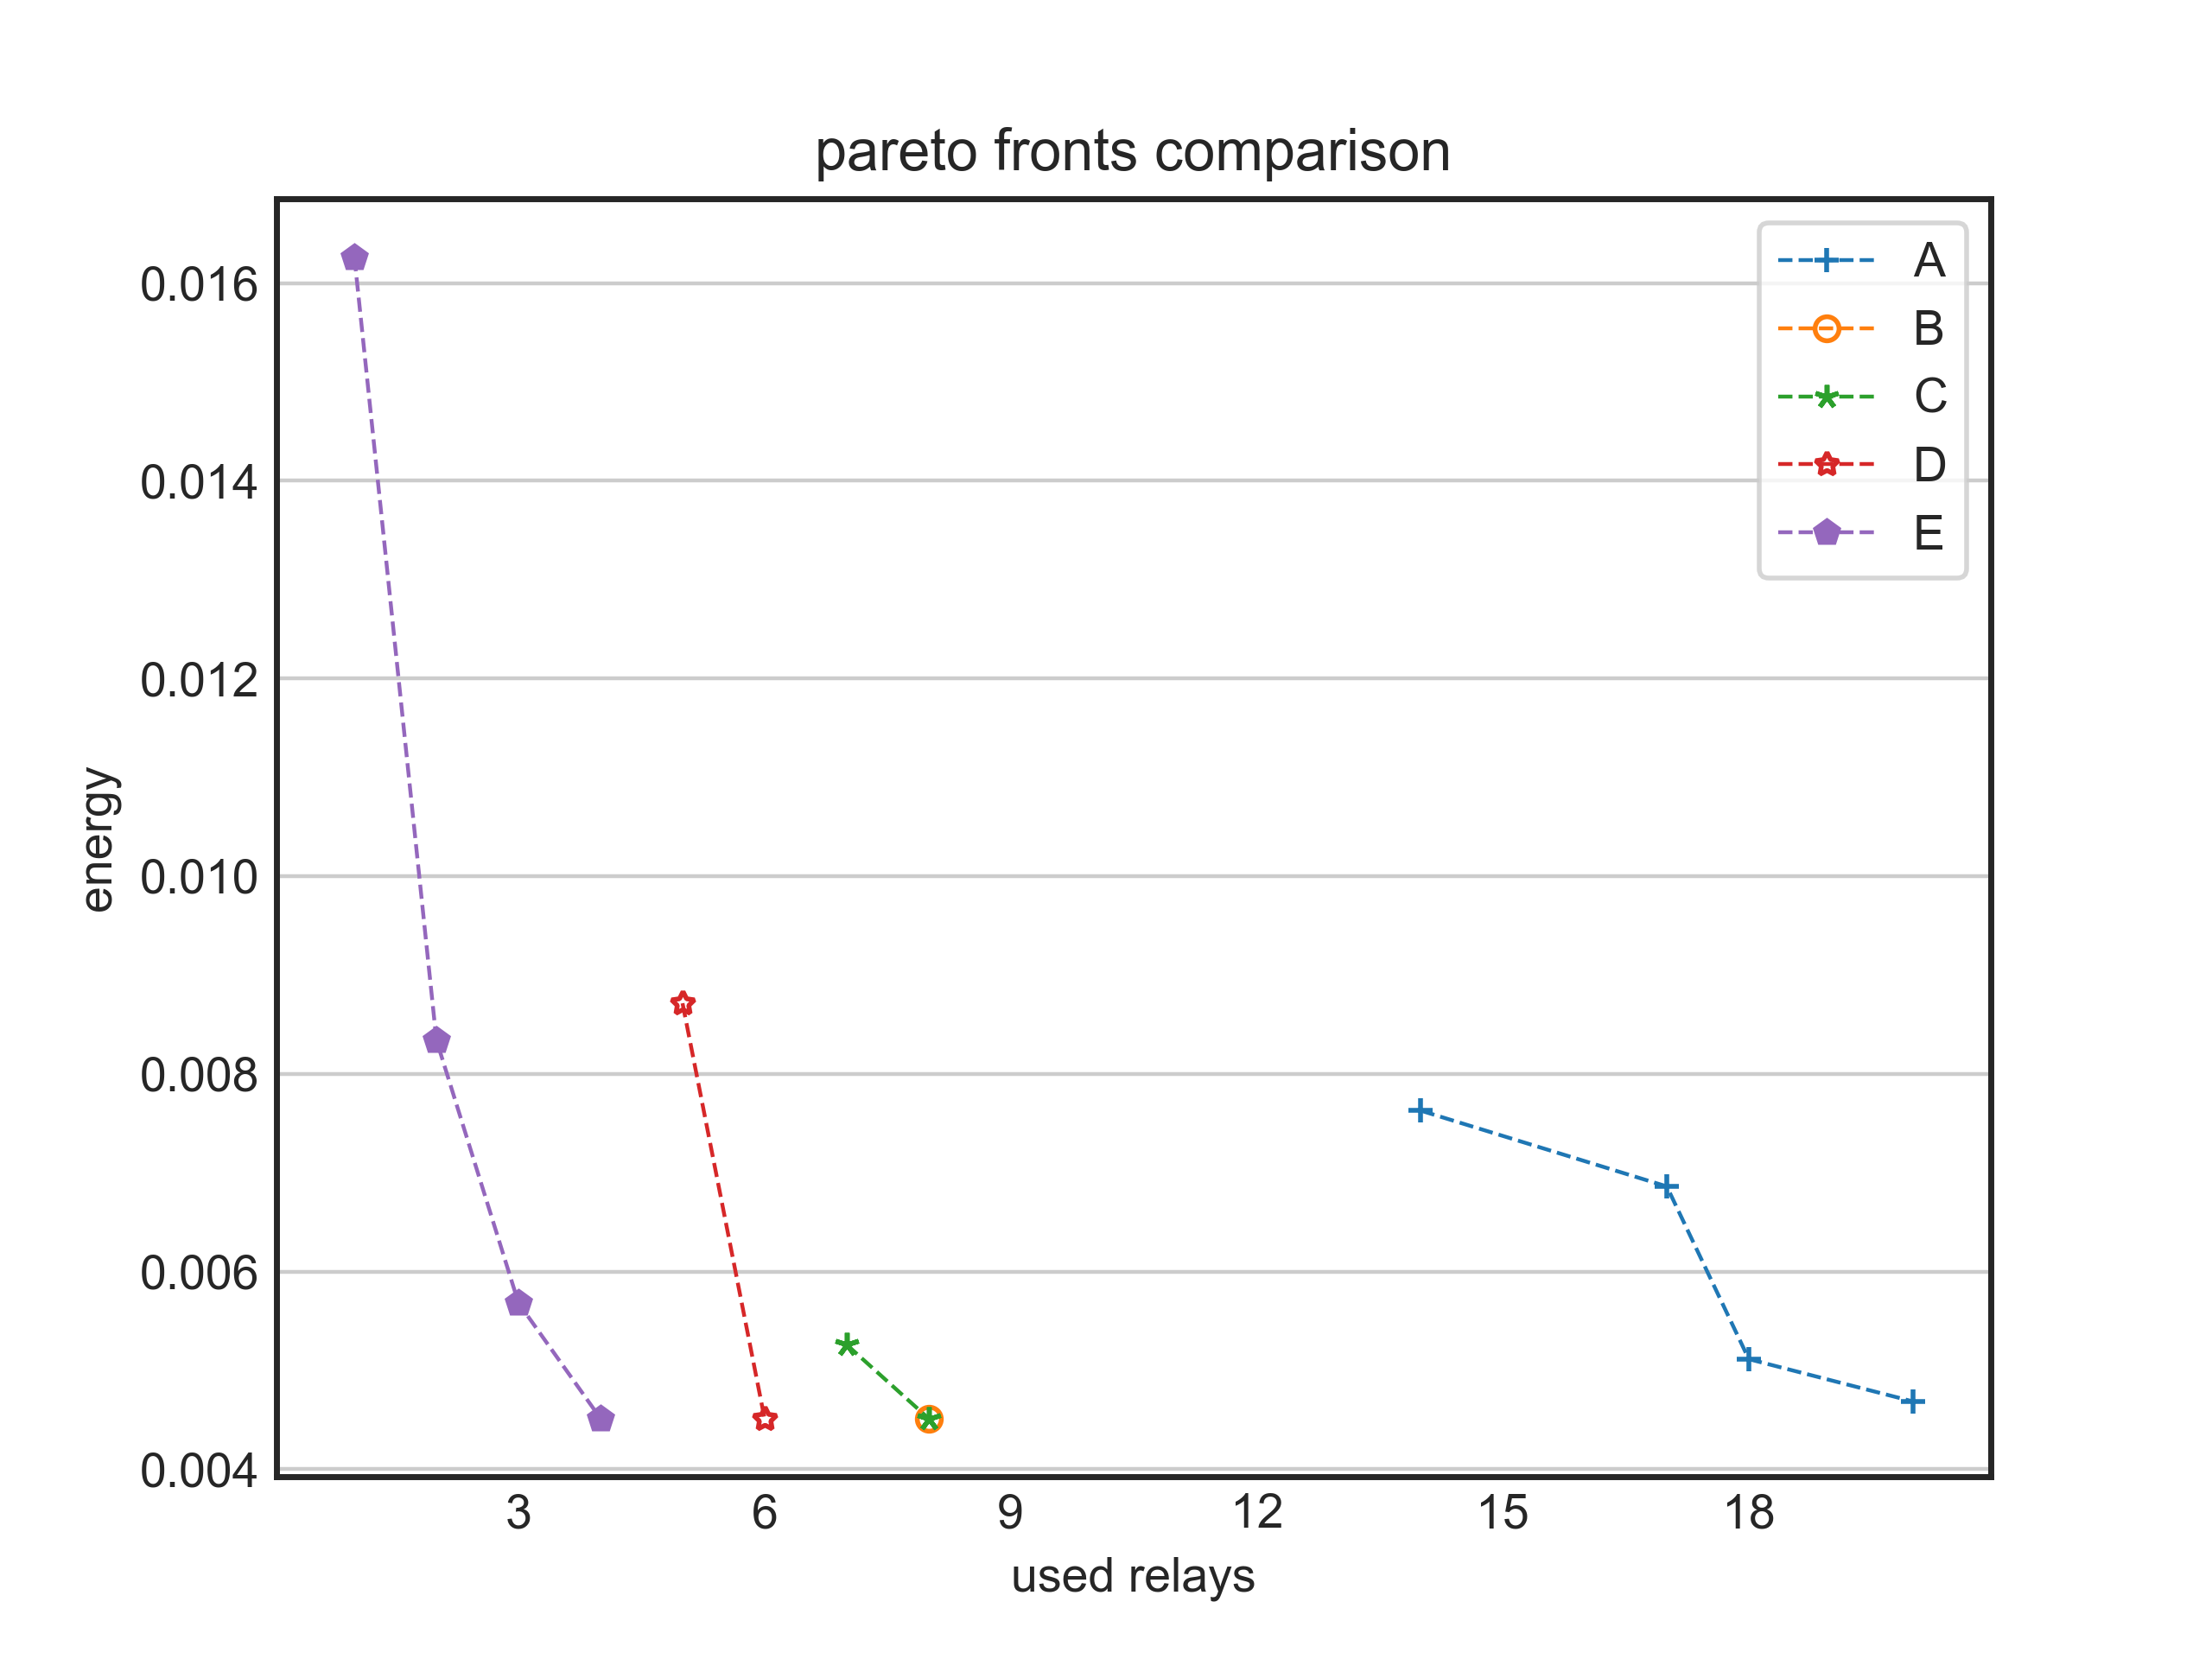 pareto fronts comparison
A
B
C
D
E
0.016
0.014
0.012
0.010
0.008
0.006
0.004
energy
3 6 9 12 15 18
used relays